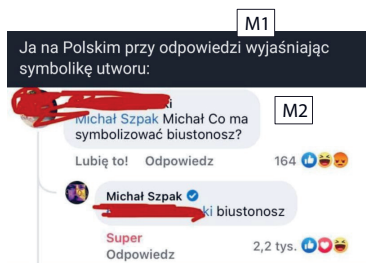 M1
Ja na Polskim przy odpowiedzi wyjaśniając
symbolikę utworu:
ki
M2
Michał Szpak Michał Co ma
symbolizować biustonosz?
Lubię to! Odpowiedz 164
Michał Szpak
ki biustonosz
Super
Odpowiedz
2,2 tys.